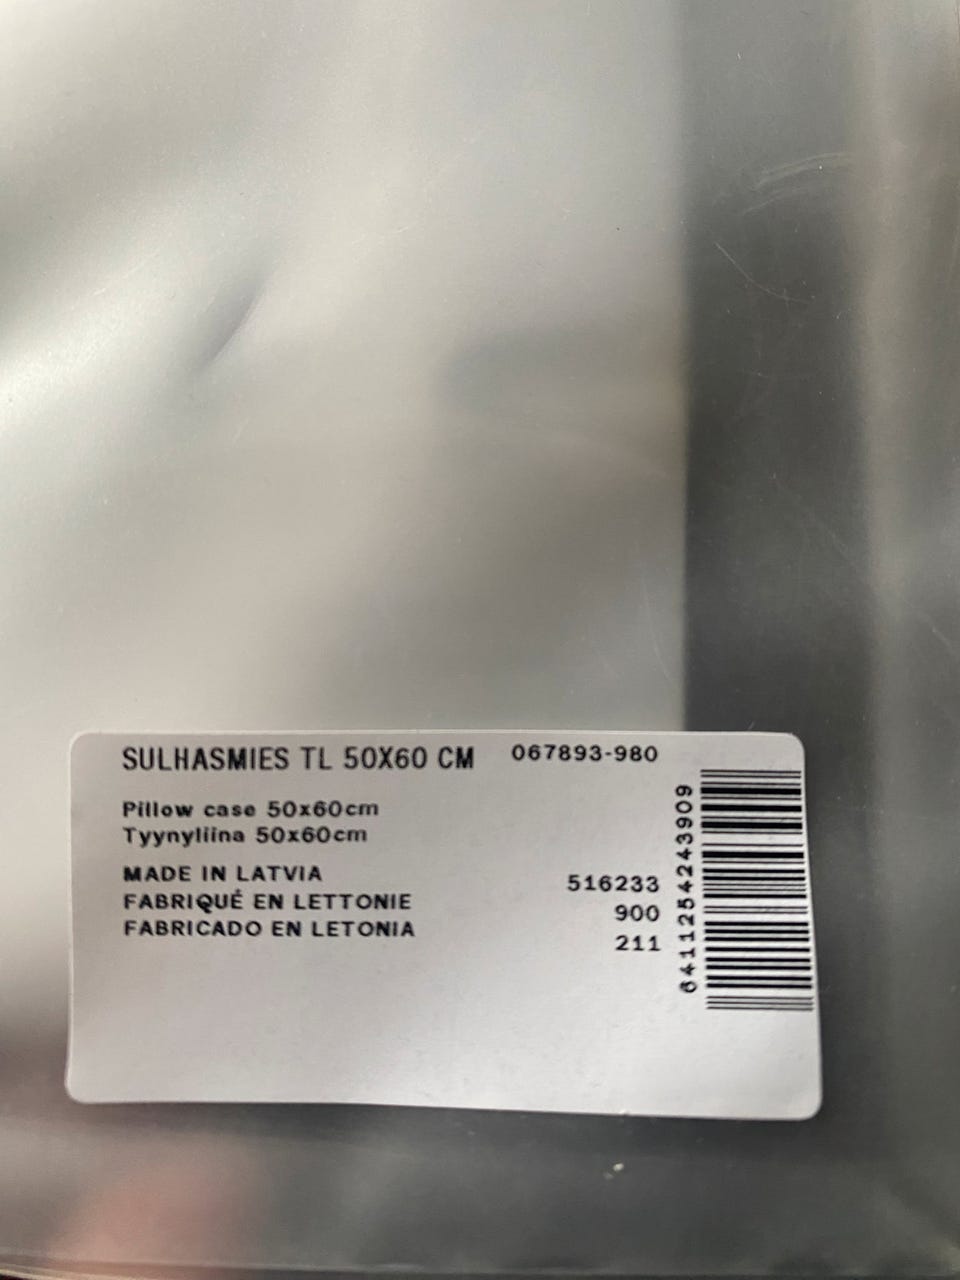 SULHASMIES TL 50X60 CM 067893-980
Pillow case 50x60cm
Tyynyliina 50x60cm
MADE IN LATVIA
FABRIQUÉ EN LETTONIE
FABRICADO EN LETONIA
516233
900
211
6411254243909